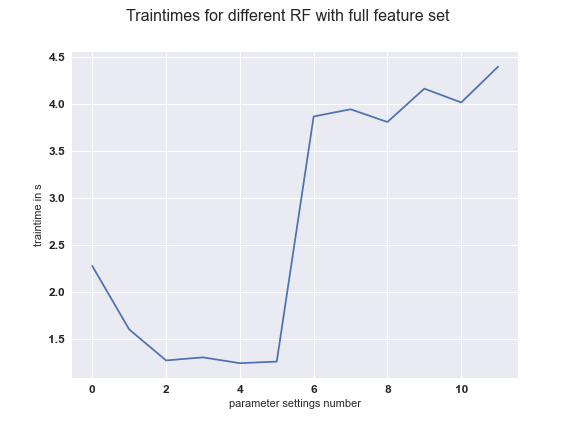 Traintimes for different RF with full feature set
4.5
4.0
3.5
3.0
2.5
2.0
1.5
traintime in s
0 2 4 6 8 10
parameter settings number